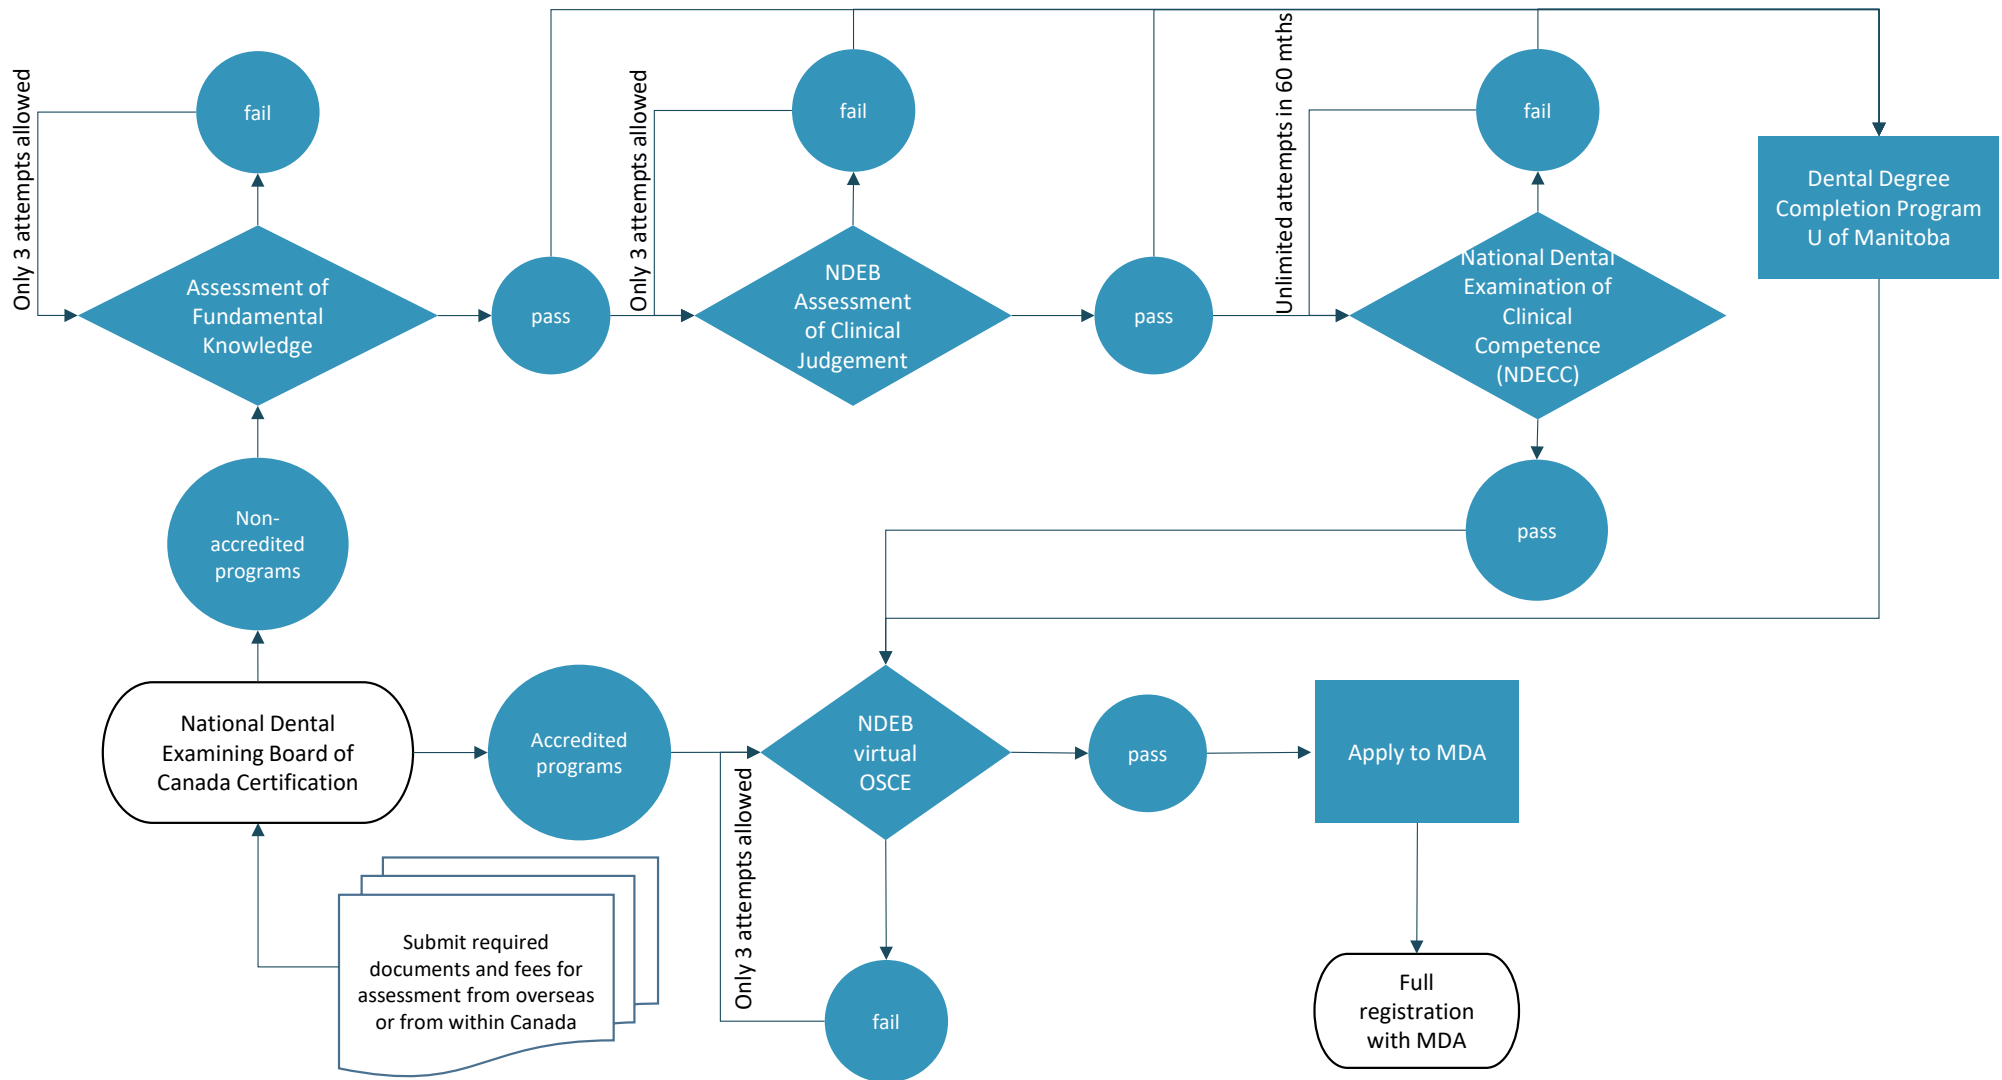 Only 3 attempts allowed
fail
Only 3 attempts allowed
fail
Unlimited attempts in 60 mths
fail
Dental Degree
Completion Program
U of Manitoba
Assessment of
Fundamental
Knowledge
pass
NDEB
Assessment
of Clinical
Judgement
pass
National Dental
Examination of
Clinical
Competence
(NDECC)
Non-
accredited
programs
pass
National Dental
Examining Board of
Canada Certification
Accredited
programs
NDEB
virtual
OSCE
pass
Apply to MDA
Only 3 attempts allowed
Submit required
documents and fees for
assessment from overseas
or from within Canada
fail
Full
registration
with MDA